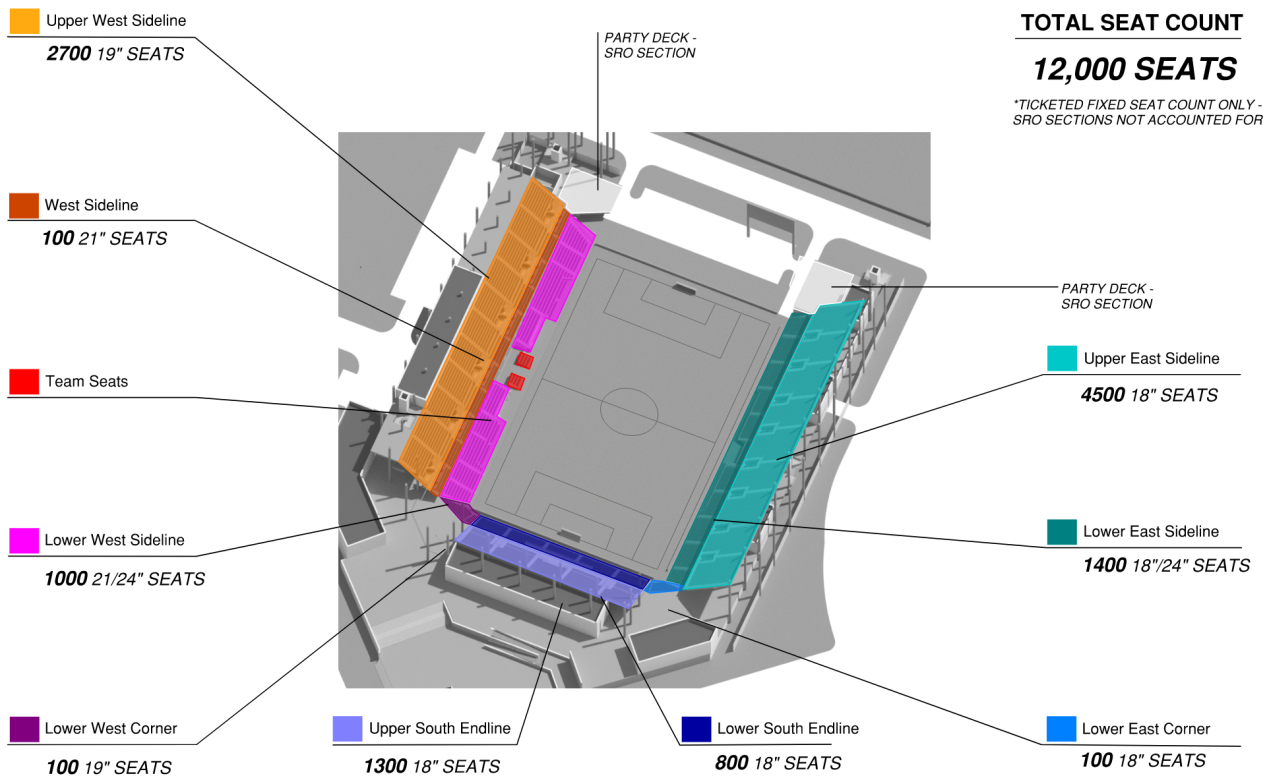 Upper West Sideline
2700 19" SEATS
PARTY DECK -
SRO SECTION
TOTAL SEAT COUNT
12,000 SEATS
*TICKETED FIXED SEAT COUNT ONLY -
SRO SECTIONS NOT ACCOUNTED FOR
West Sideline
100 21" SEATS
PARTY DECK -
SRO SECTION
Team Seats
Upper East Sideline
4500 18" SEATS
Lower West Sideline
1000 21/24" SEATS
Lower East Sideline
1400 18"/24" SEATS
Lower West Corner
100 19" SEATS
Upper South Endline
1300 18" SEATS
Lower South Endline
800 18" SEATS
Lower East Corner
100 18" SEATS